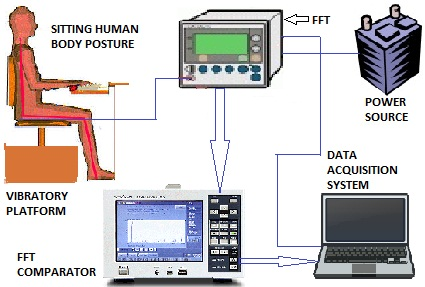 SITTING HUMAN
BODY POSTURE
FFT
POWER
SOURCE
DATA
ACQUISITION
SYSTEM
VIBRATORY
PLATFORM
FFT
COMPARATOR